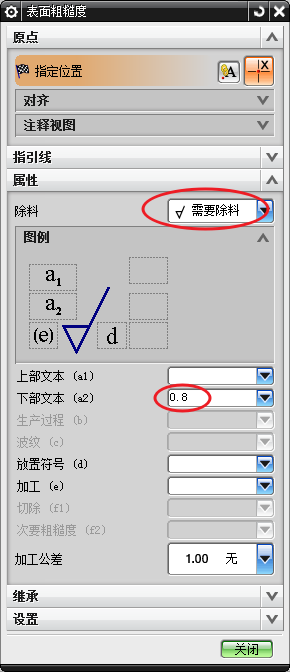 表面粗糙度
原点
指定位置 A X
对齐
注释视图
指引线
属性
除料 需要除料
图例
a1
a2
(e) d
上部文本 (a1)
下部文本 (a2) 0.8
生产过程 (b)
波纹 (c)
放置符号 (d)
加工 (e)
切除 (f1)
次要粗糙度 (f2)
加工公差 1.00 无
继承
设置
关闭